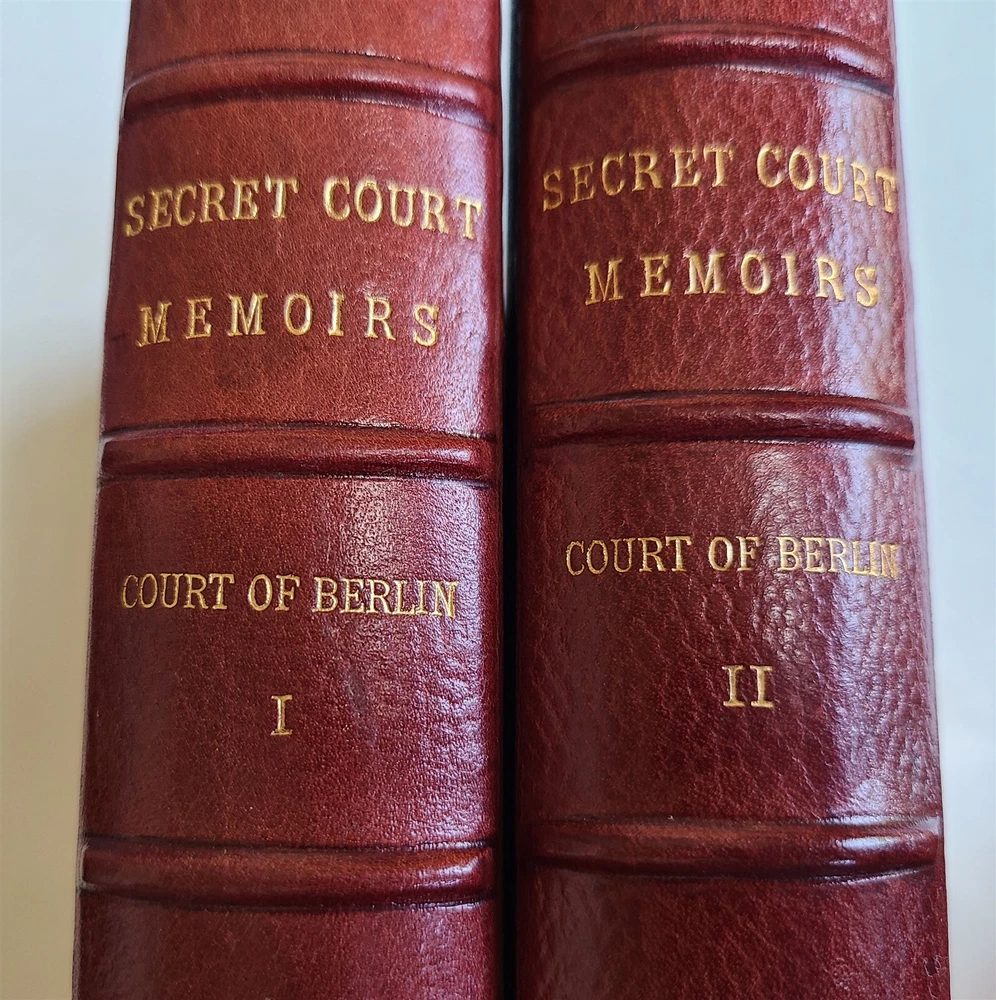 SECRET COURT
MEMOIRS
COURT OF BERLIN
I
SECRET COURT
MEMOIRS
COURT OF BERLIN
II